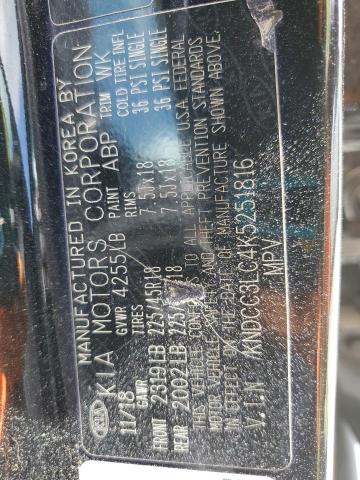 MANUFACTURED IN KOREA BY
KIA MOTORS CORPORATION
11/18 GVWR 4255LB PAINT ABP TRIM WK
GAWR TIRES RIMS COLD TIRE INFL
FRONT 2319LB 225/45R18 7.5Jx18 36 PSI SINGLE
REAR 2002LB 225/ 18 7.5Jx18 36 PSI SINGLE
THIS VEHICLE CONFORMS TO ALL APPLICABLE U.S.A. FEDERAL
MOTOR VEHICLE SAFETY AND THEFT PREVENTION STANDARDS
IN EFFECT ON THE DATE OF MANUFACTURE SHOWN ABOVE.
V.I.N KNDCC3LC4K5251816
MPV